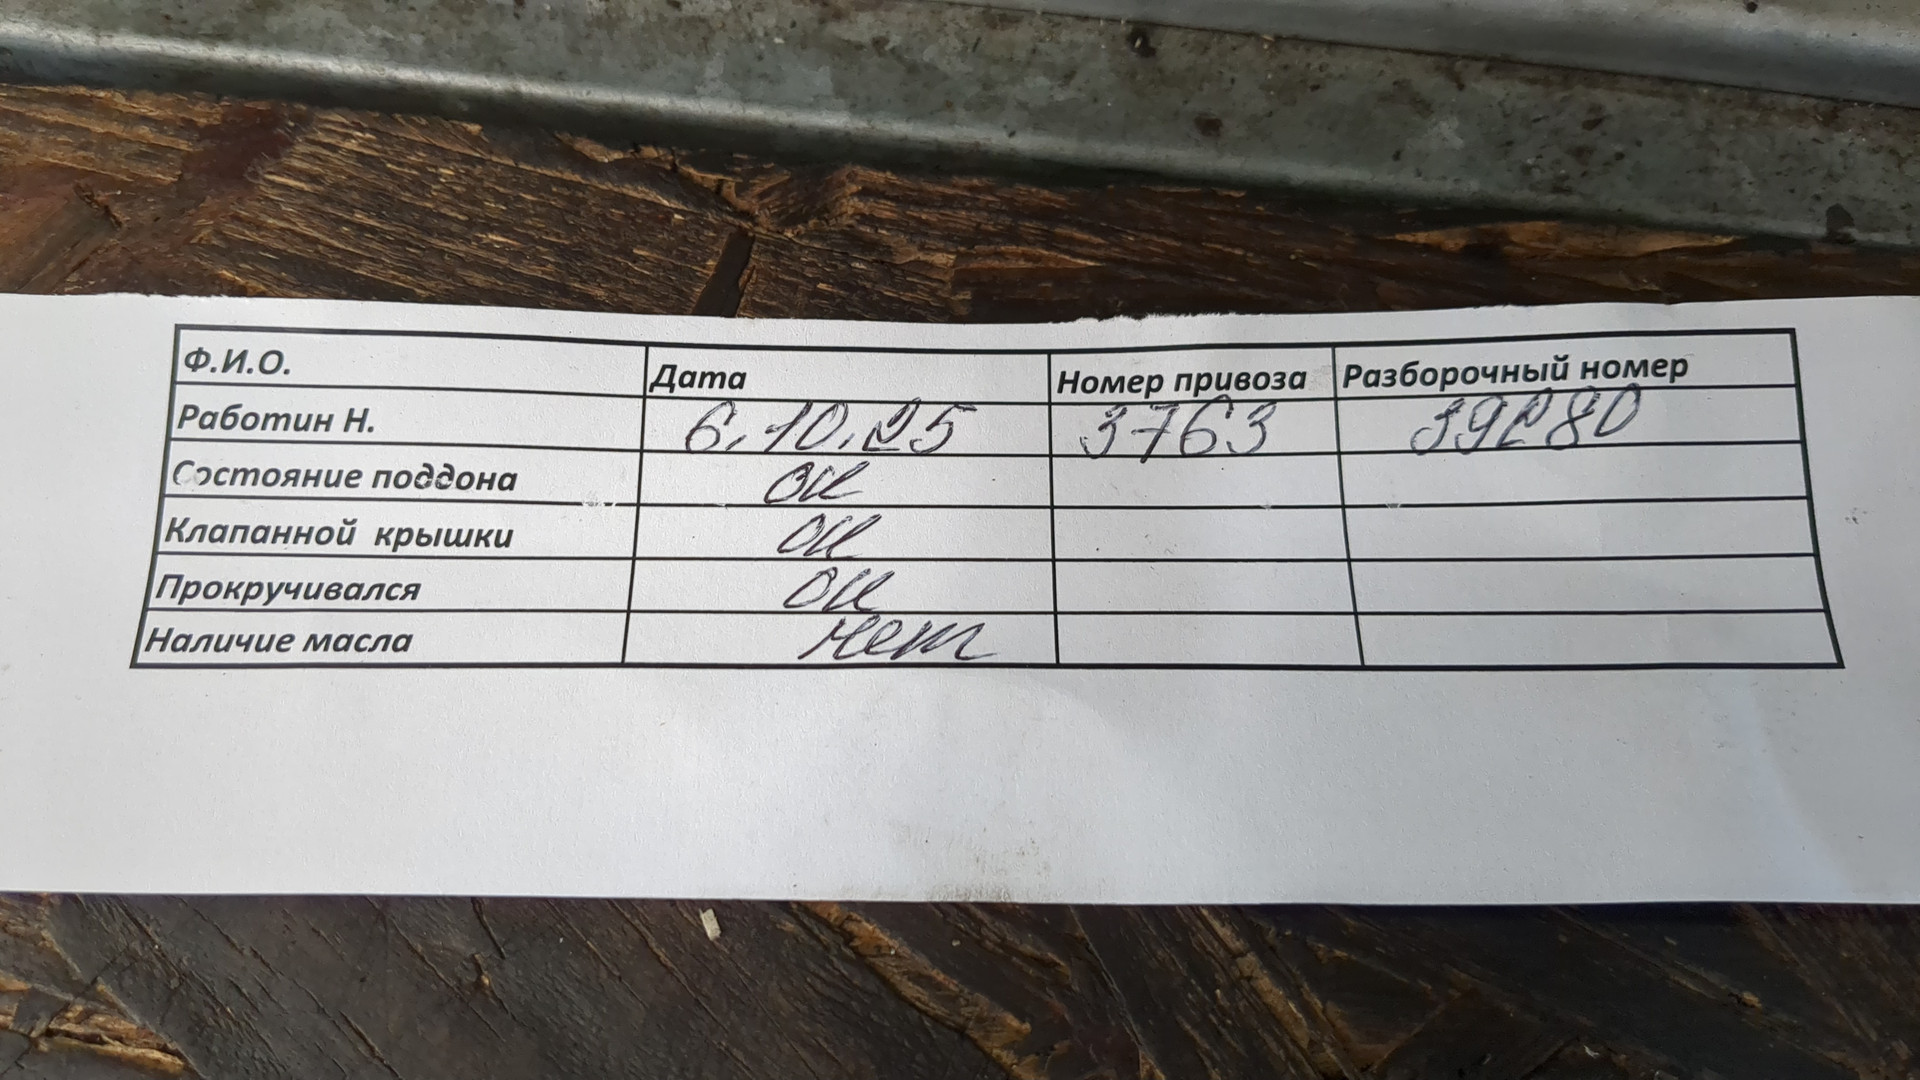 Ф.И.О. Дата Номер привоза Разборочный номер
Работин Н. 6.10.25 3763 39280
Состояние поддона ок
Клапанной крышки ок
Прокручивался ок
Наличие масла нет